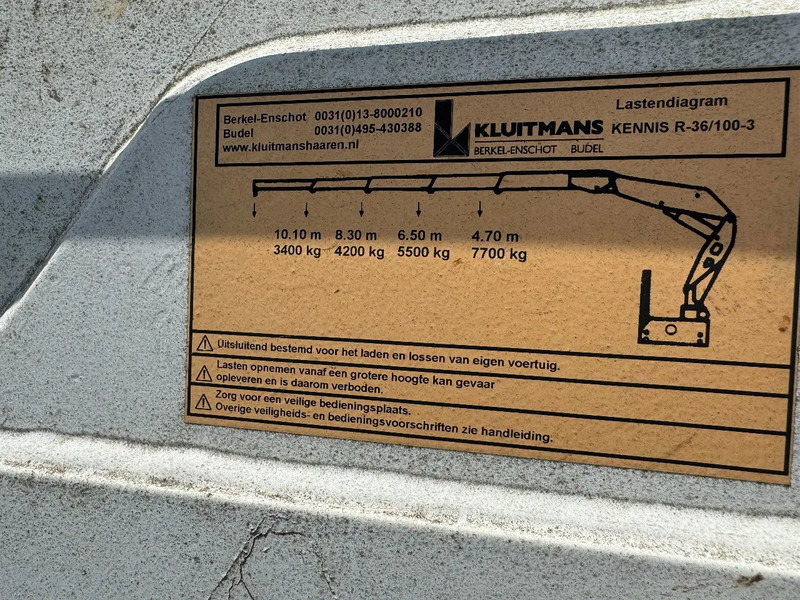 Berkel-Enschot 0031(0)13-8000210
Budel 0031(0)495-430388
www.kluitmanshaaren.nl
KLUITMANS
BERKEL-ENSCHOT BUDEL
Lastendiagram
KENNIS R-36/100-3
10.10 m 8.30 m 6.50 m 4.70 m
3400 kg 4200 kg 5500 kg 7700 kg
Uitsluitend bestemd voor het laden en lossen van eigen voertuig.
Lasten opnemen vanaf een grotere hoogte kan gevaar
opleveren en is daarom verboden.
Zorg voor een veilige bedieningsplaats.
Overige veiligheids- en bedieningsvoorschriften zie handleiding.